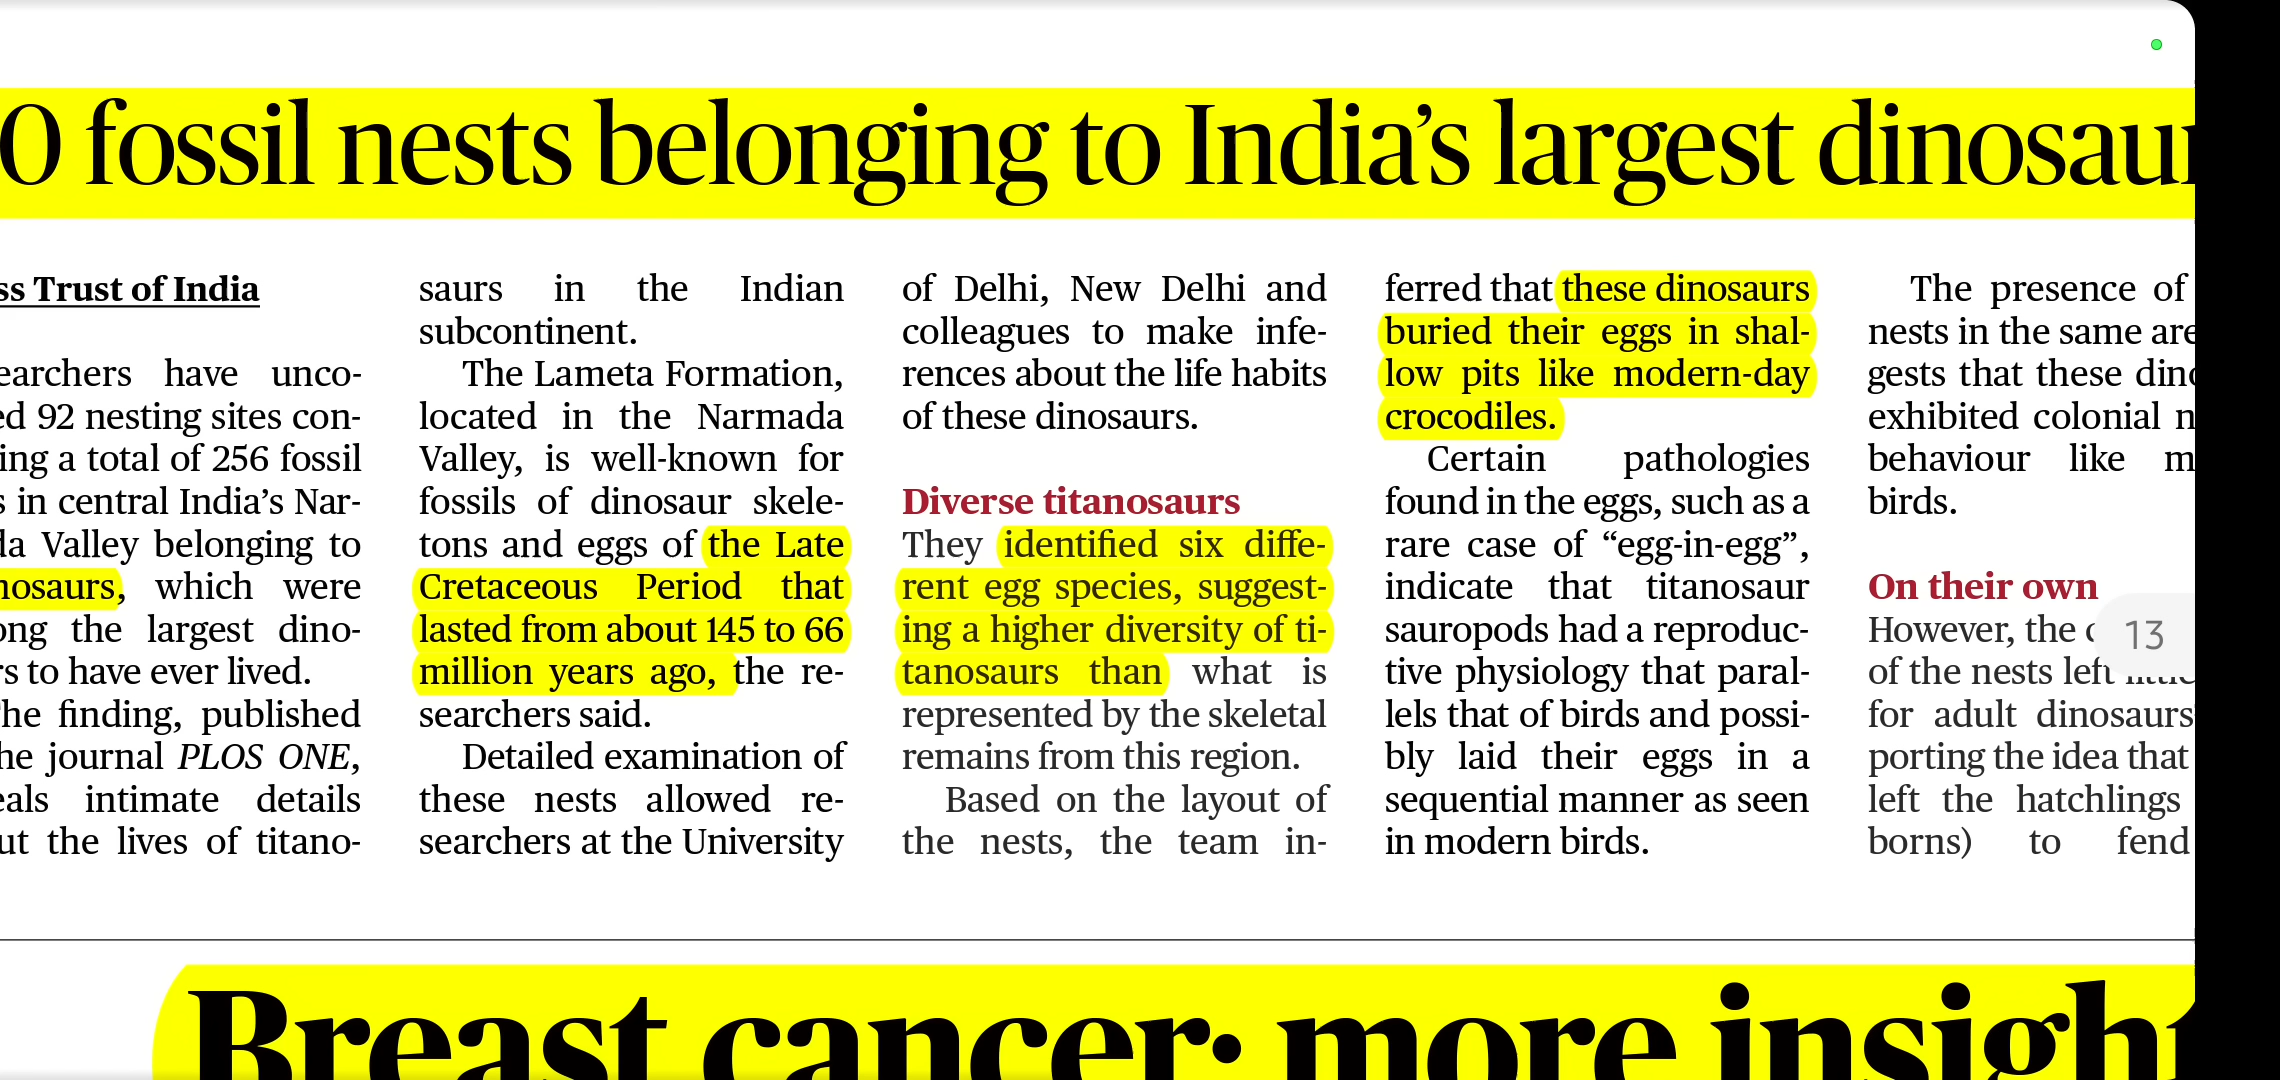 0 fossil nests belonging to India’s largest dinosaur
ss Trust of India
earchers have unco-
ed 92 nesting sites con-
ing a total of 256 fossil
s in central India’s Nar-
da Valley belonging to
nosaurs, which were
ong the largest dino-
rs to have ever lived.
The finding, published
he journal PLOS ONE,
eals intimate details
ut the lives of titano-
saurs in the Indian
subcontinent.
The Lameta Formation,
located in the Narmada
Valley, is well-known for
fossils of dinosaur skele-
tons and eggs of the Late
Cretaceous Period that
lasted from about 145 to 66
million years ago, the re-
searchers said.
Detailed examination of
these nests allowed re-
searchers at the University
of Delhi, New Delhi and
colleagues to make infe-
rences about the life habits
of these dinosaurs.
Diverse titanosaurs
They identified six diffe-
rent egg species, suggest-
ing a higher diversity of ti-
tanosaurs than what is
represented by the skeletal
remains from this region.
Based on the layout of
the nests, the team in-
ferred that these dinosaurs
buried their eggs in shal-
low pits like modern-day
crocodiles.
Certain pathologies
found in the eggs, such as a
rare case of “egg-in-egg”,
indicate that titanosaur
sauropods had a reproduc-
tive physiology that paral-
lels that of birds and possi-
bly laid their eggs in a
sequential manner as seen
in modern birds.
The presence of
nests in the same are
gests that these dino
exhibited colonial n
behaviour like m
birds.
On their own
However, the c
13
of the nests left
for adult dinosaurs
porting the idea that
left the hatchlings
borns) to fend
Breast cancer: more insight